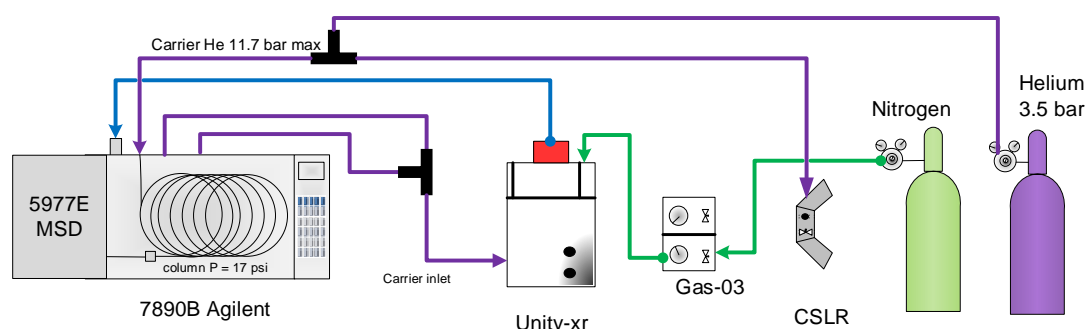 Carrier He 11.7 bar max
Helium
3.5 bar
Nitrogen
5977E
MSD
column P = 17 psi
Carrier inlet
7890B Agilent
Unity-xr
Gas-03
CSLR